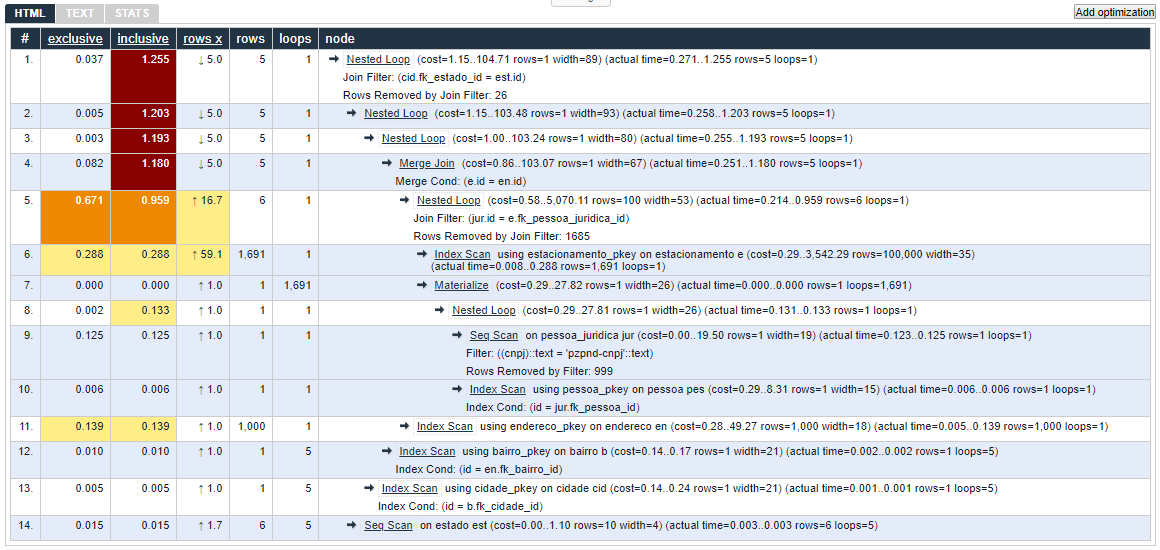 HTML TEXT STATS
Add optimization
# exclusive inclusive rows x rows loops node
1. 0.037 1.255 ↓ 5.0 5 1 → Nested Loop (cost=1.15..104.71 rows=1 width=89) (actual time=0.271..1.255 rows=5 loops=1)
Join Filter: (cid.fk_estado_id = est.id)
Rows Removed by Join Filter: 26
2. 0.005 1.203 ↓ 5.0 5 1 → Nested Loop (cost=1.15..103.48 rows=1 width=93) (actual time=0.258..1.203 rows=5 loops=1)
3. 0.003 1.193 ↓ 5.0 5 1 → Nested Loop (cost=1.00..103.24 rows=1 width=80) (actual time=0.255..1.193 rows=5 loops=1)
4. 0.082 1.180 ↓ 5.0 5 1 → Merge Join (cost=0.86..103.07 rows=1 width=67) (actual time=0.251..1.180 rows=5 loops=1)
Merge Cond: (e.id = en.id)
5. 0.671 0.959 ↑ 16.7 6 1 → Nested Loop (cost=0.58..5,070.11 rows=100 width=53) (actual time=0.214..0.959 rows=6 loops=1)
Join Filter: (jur.id = e.fk_pessoa_juridica_id)
Rows Removed by Join Filter: 1685
6. 0.288 0.288 ↑ 59.1 1,691 1 → Index Scan using estacionamento_pkey on estacionamento e (cost=0.29..3,542.29 rows=100,000 width=35)
(actual time=0.008..0.288 rows=1,691 loops=1)
7. 0.000 0.000 ↑ 1.0 1 1,691 → Materialize (cost=0.29..27.82 rows=1 width=26) (actual time=0.000..0.000 rows=1 loops=1,691)
8. 0.002 0.133 ↑ 1.0 1 1 → Nested Loop (cost=0.29..27.81 rows=1 width=26) (actual time=0.131..0.133 rows=1 loops=1)
9. 0.125 0.125 ↑ 1.0 1 1 → Seq Scan on pessoa_juridica jur (cost=0.00..19.50 rows=1 width=19) (actual time=0.123..0.125 rows=1 loops=1)
Filter: ((cnpj)::text = 'pzpnd-cnpj'::text)
Rows Removed by Filter: 999
10. 0.006 0.006 ↑ 1.0 1 1 → Index Scan using pessoa_pkey on pessoa pes (cost=0.29..8.31 rows=1 width=15) (actual time=0.006..0.006 rows=1 loops=1)
Index Cond: (id = jur.fk_pessoa_id)
11. 0.139 0.139 ↑ 1.0 1,000 1 → Index Scan using endereco_pkey on endereco en (cost=0.28..49.27 rows=1,000 width=18) (actual time=0.005..0.139 rows=1,000 loops=1)
12. 0.010 0.010 ↑ 1.0 1 5 → Index Scan using bairro_pkey on bairro b (cost=0.14..0.17 rows=1 width=21) (actual time=0.002..0.002 rows=1 loops=5)
Index Cond: (id = en.fk_bairro_id)
13. 0.005 0.005 ↑ 1.0 1 5 → Index Scan using cidade_pkey on cidade cid (cost=0.14..0.24 rows=1 width=21) (actual time=0.001..0.001 rows=1 loops=5)
Index Cond: (id = b.fk_cidade_id)
14. 0.015 0.015 ↑ 1.7 6 5 → Seq Scan on estado est (cost=0.00..1.10 rows=10 width=4) (actual time=0.003..0.003 rows=6 loops=5)